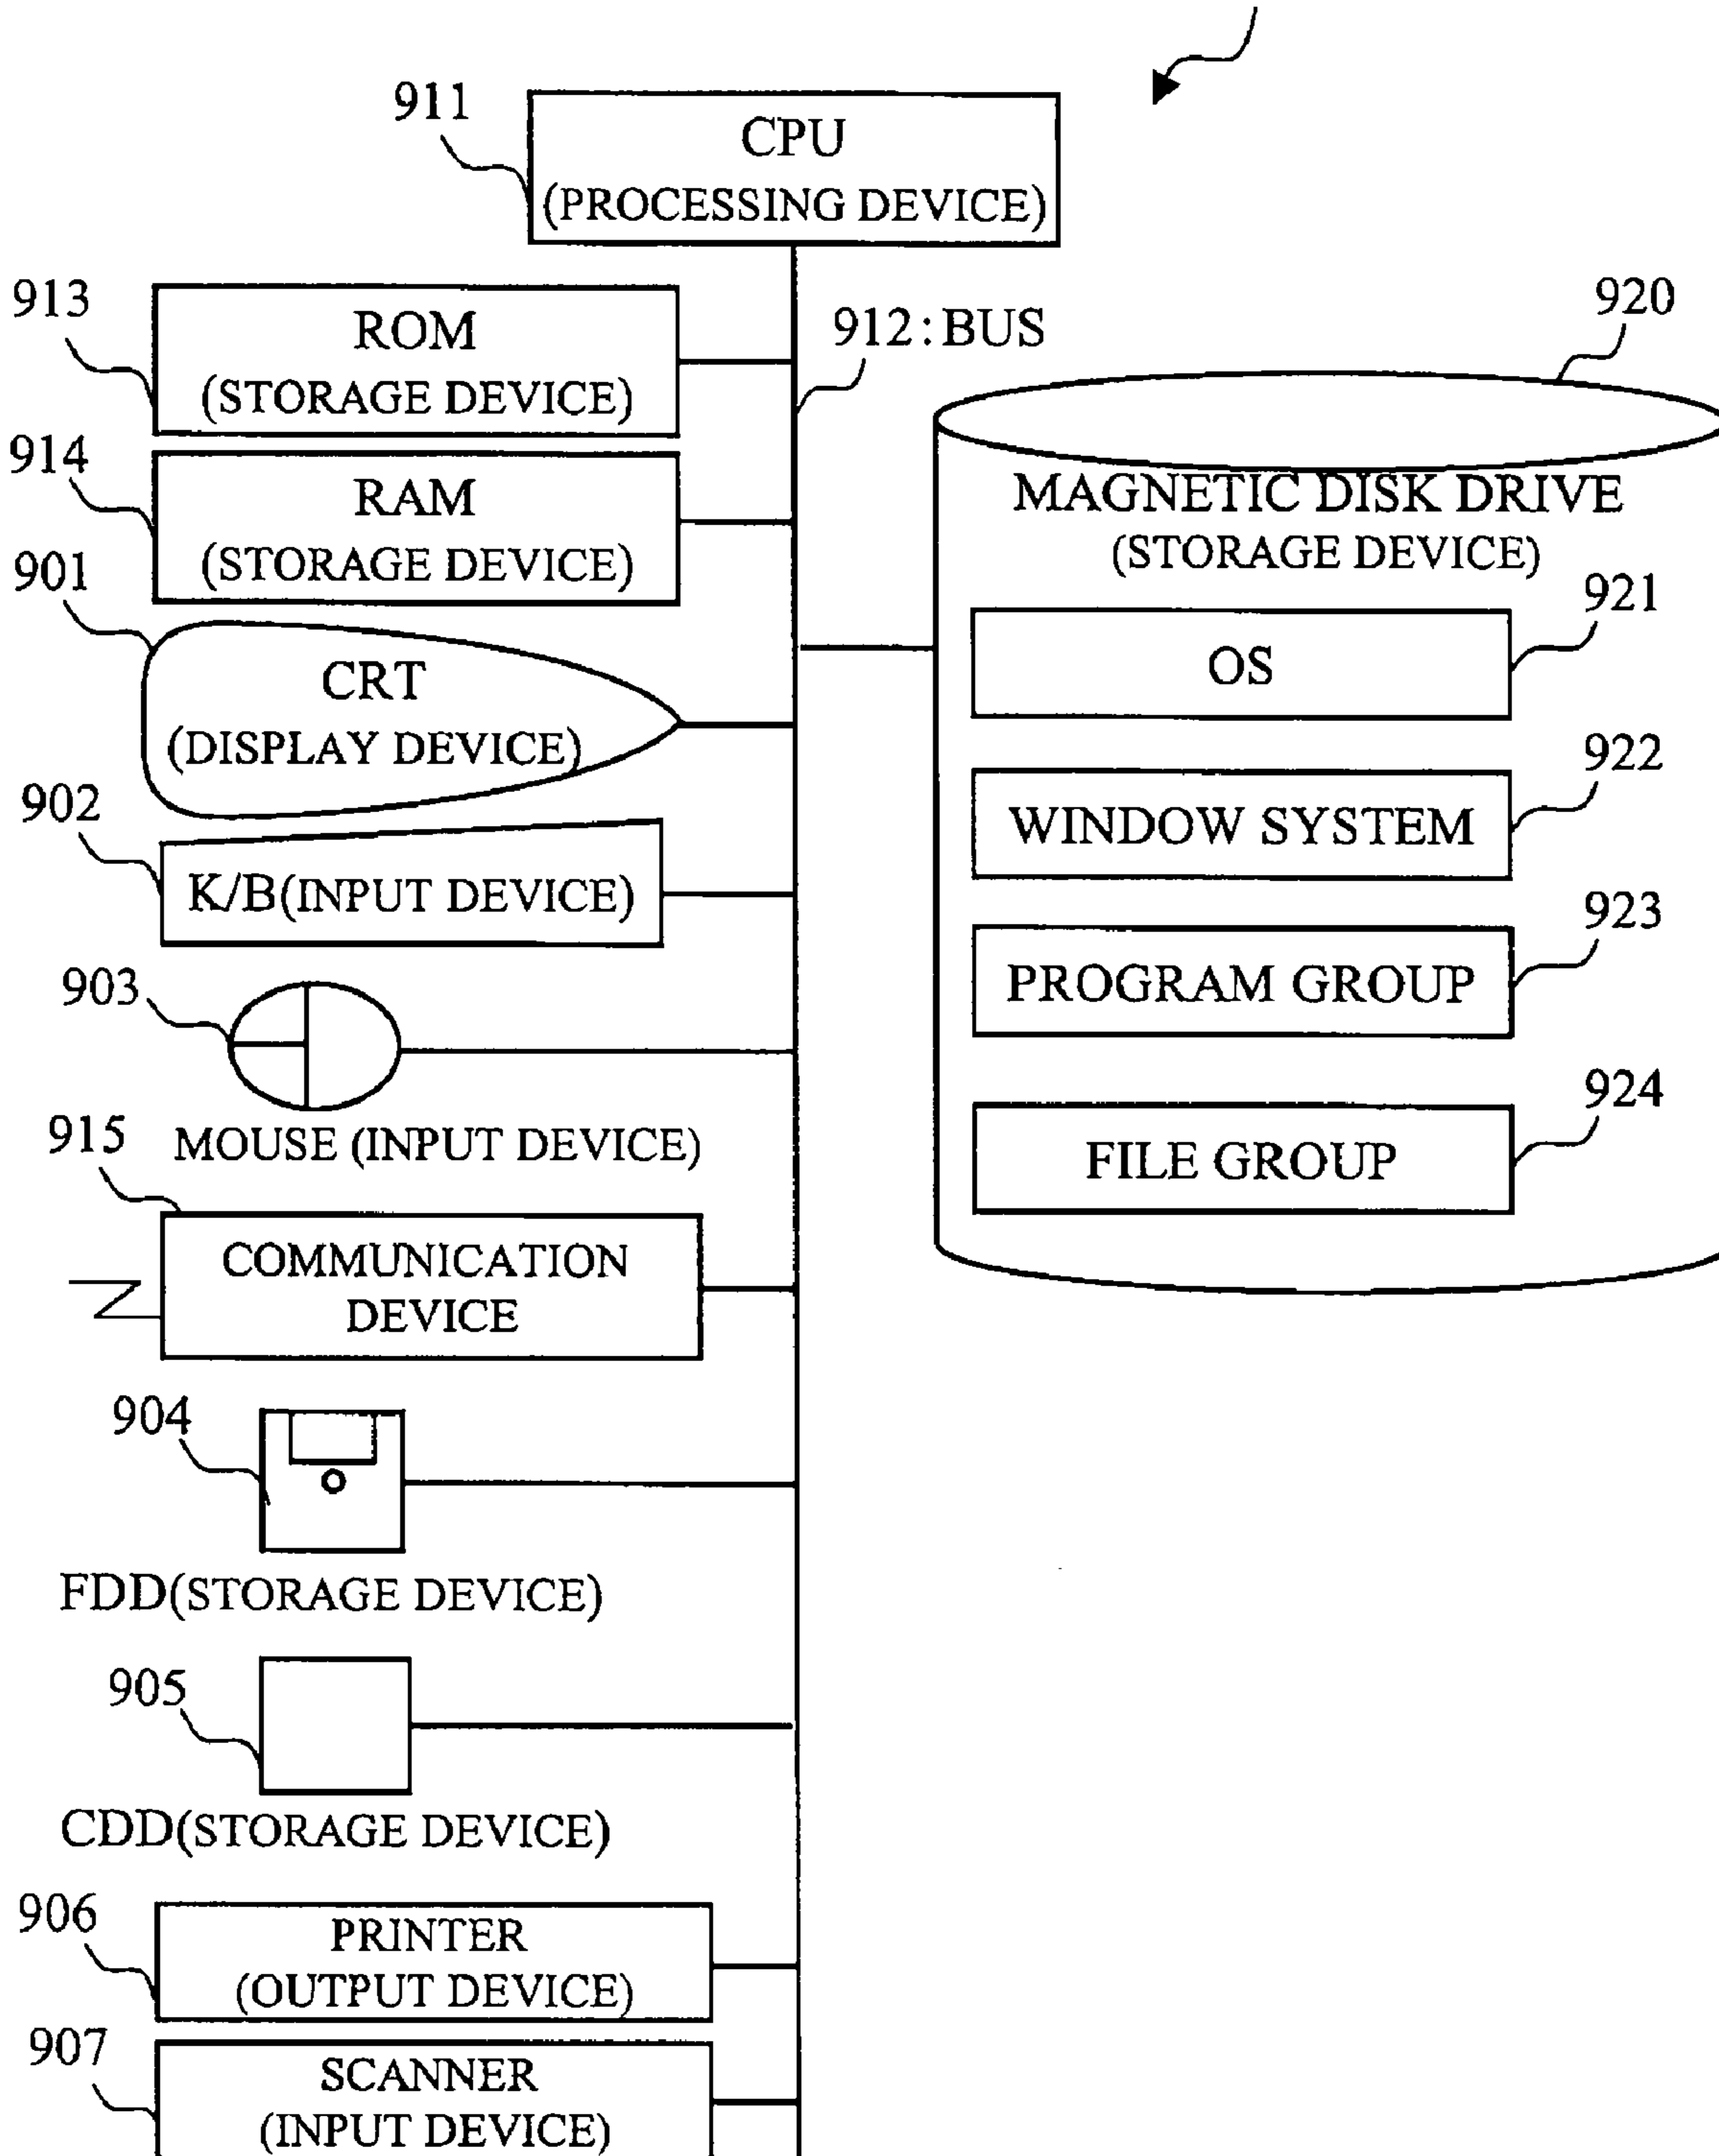 911
CPU
(PROCESSING DEVICE)
913
ROM
(STORAGE DEVICE)
912:BUS
920
914
RAM
(STORAGE DEVICE)
MAGNETIC DISK DRIVE
(STORAGE DEVICE)
901
CRT
(DISPLAY DEVICE)
921
OS
902
K/B(INPUT DEVICE)
922
WINDOW SYSTEM
923
PROGRAM GROUP
903
MOUSE (INPUT DEVICE)
924
FILE GROUP
915
COMMUNICATION
DEVICE
904
FDD(STORAGE DEVICE)
905
CDD(STORAGE DEVICE)
906
PRINTER
(OUTPUT DEVICE)
907
SCANNER
(INPUT DEVICE)